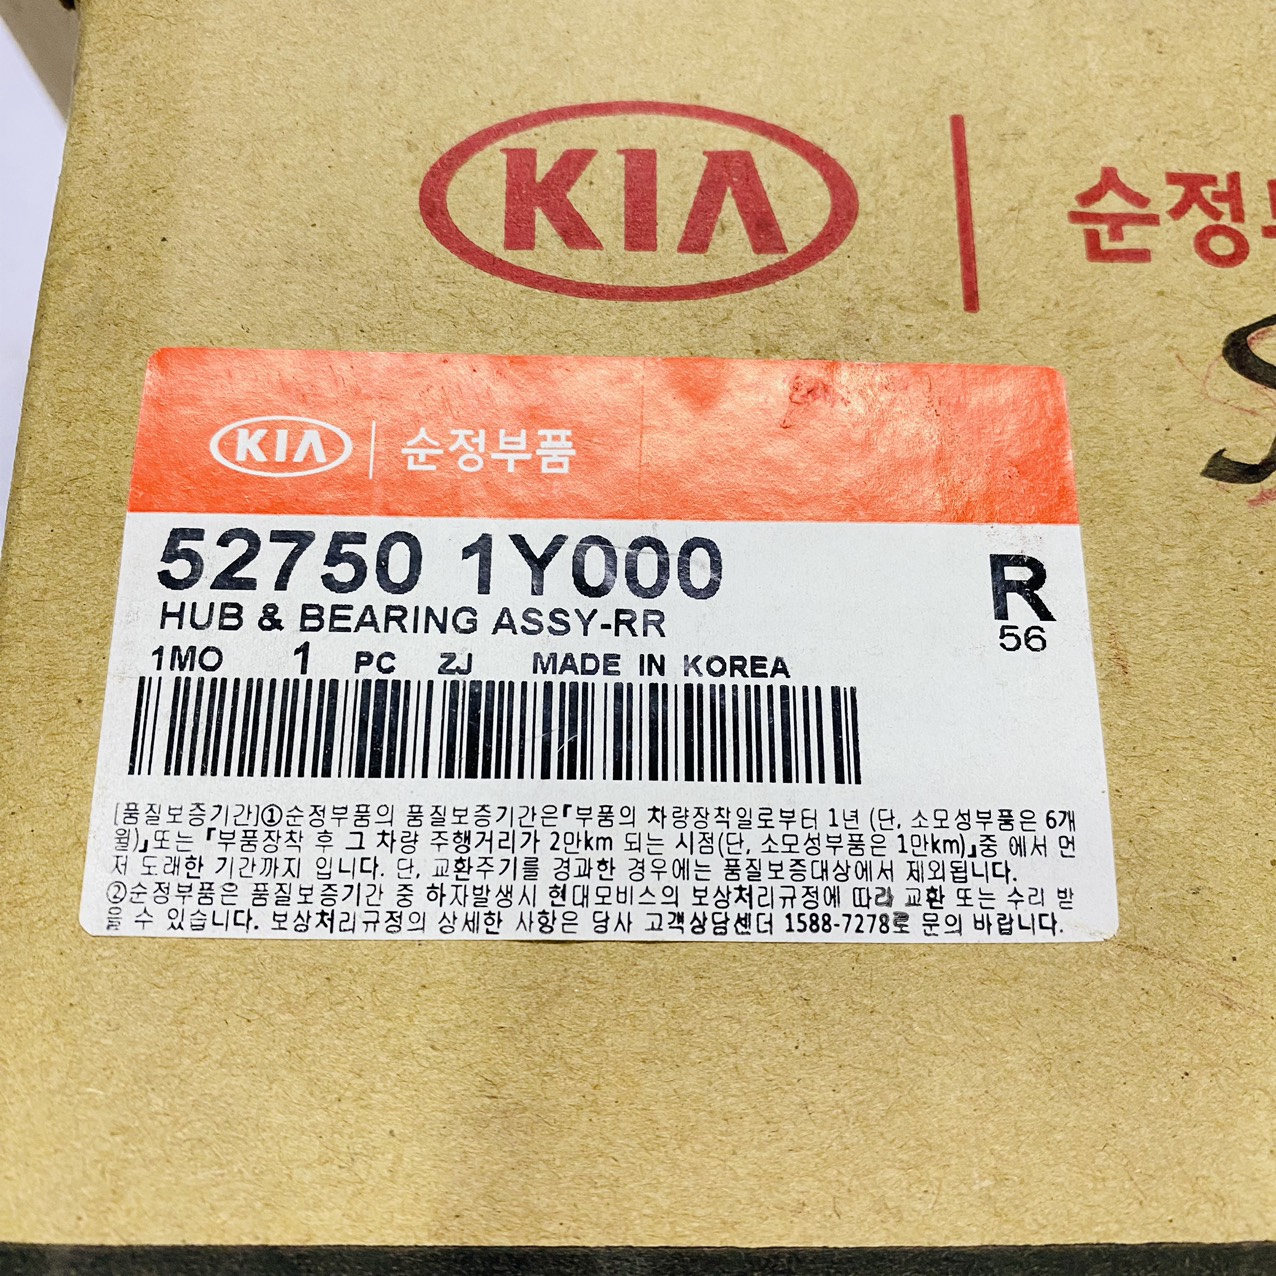 KIA 순정
KIA 순정부품
52750 1Y000
R
HUB & BEARING ASSY-RR
56
1MO 1 PC ZJ MADE IN KOREA
[품질보증기간]①순정부품의 품질보증기간은「부품의 차량장착일로부터 1년 (단, 소모성부품은 6개
월)」또는 「부품장착 후 그 차량 주행거리가 2만km 되는 시점(단, 소모성부품은 1만km)」중 에서 먼
저 도래한 기간까지 입니다. 단, 교환주기를 경과한 경우에는 품질보증대상에서 제외됩니다.
②순정부품은 품질보증기간 중 하자발생시 현대모비스의 보상처리규정에 따라 교환 또는 수리 받
을 수 있습니다. 보상처리규정의 상세한 사항은 당사 고객상담센터 1588-7278로 문의 바랍니다.